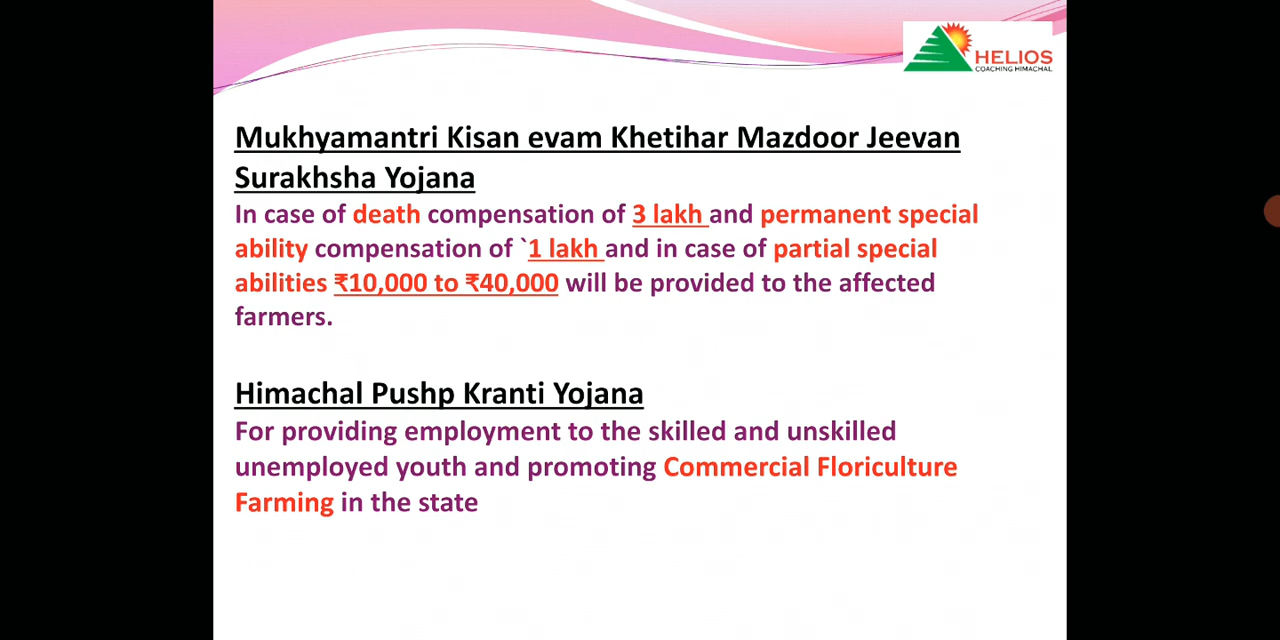 HELIOS
COACHING HIMACHAL
Mukhyamantri Kisan evam Khetihar Mazdoor Jeevan
Surakhsha Yojana
In case of death compensation of 3 lakh and permanent special
ability compensation of `1 lakh and in case of partial special
abilities ₹10,000 to ₹40,000 will be provided to the affected
farmers.
Himachal Pushp Kranti Yojana
For providing employment to the skilled and unskilled
unemployed youth and promoting Commercial Floriculture
Farming in the state